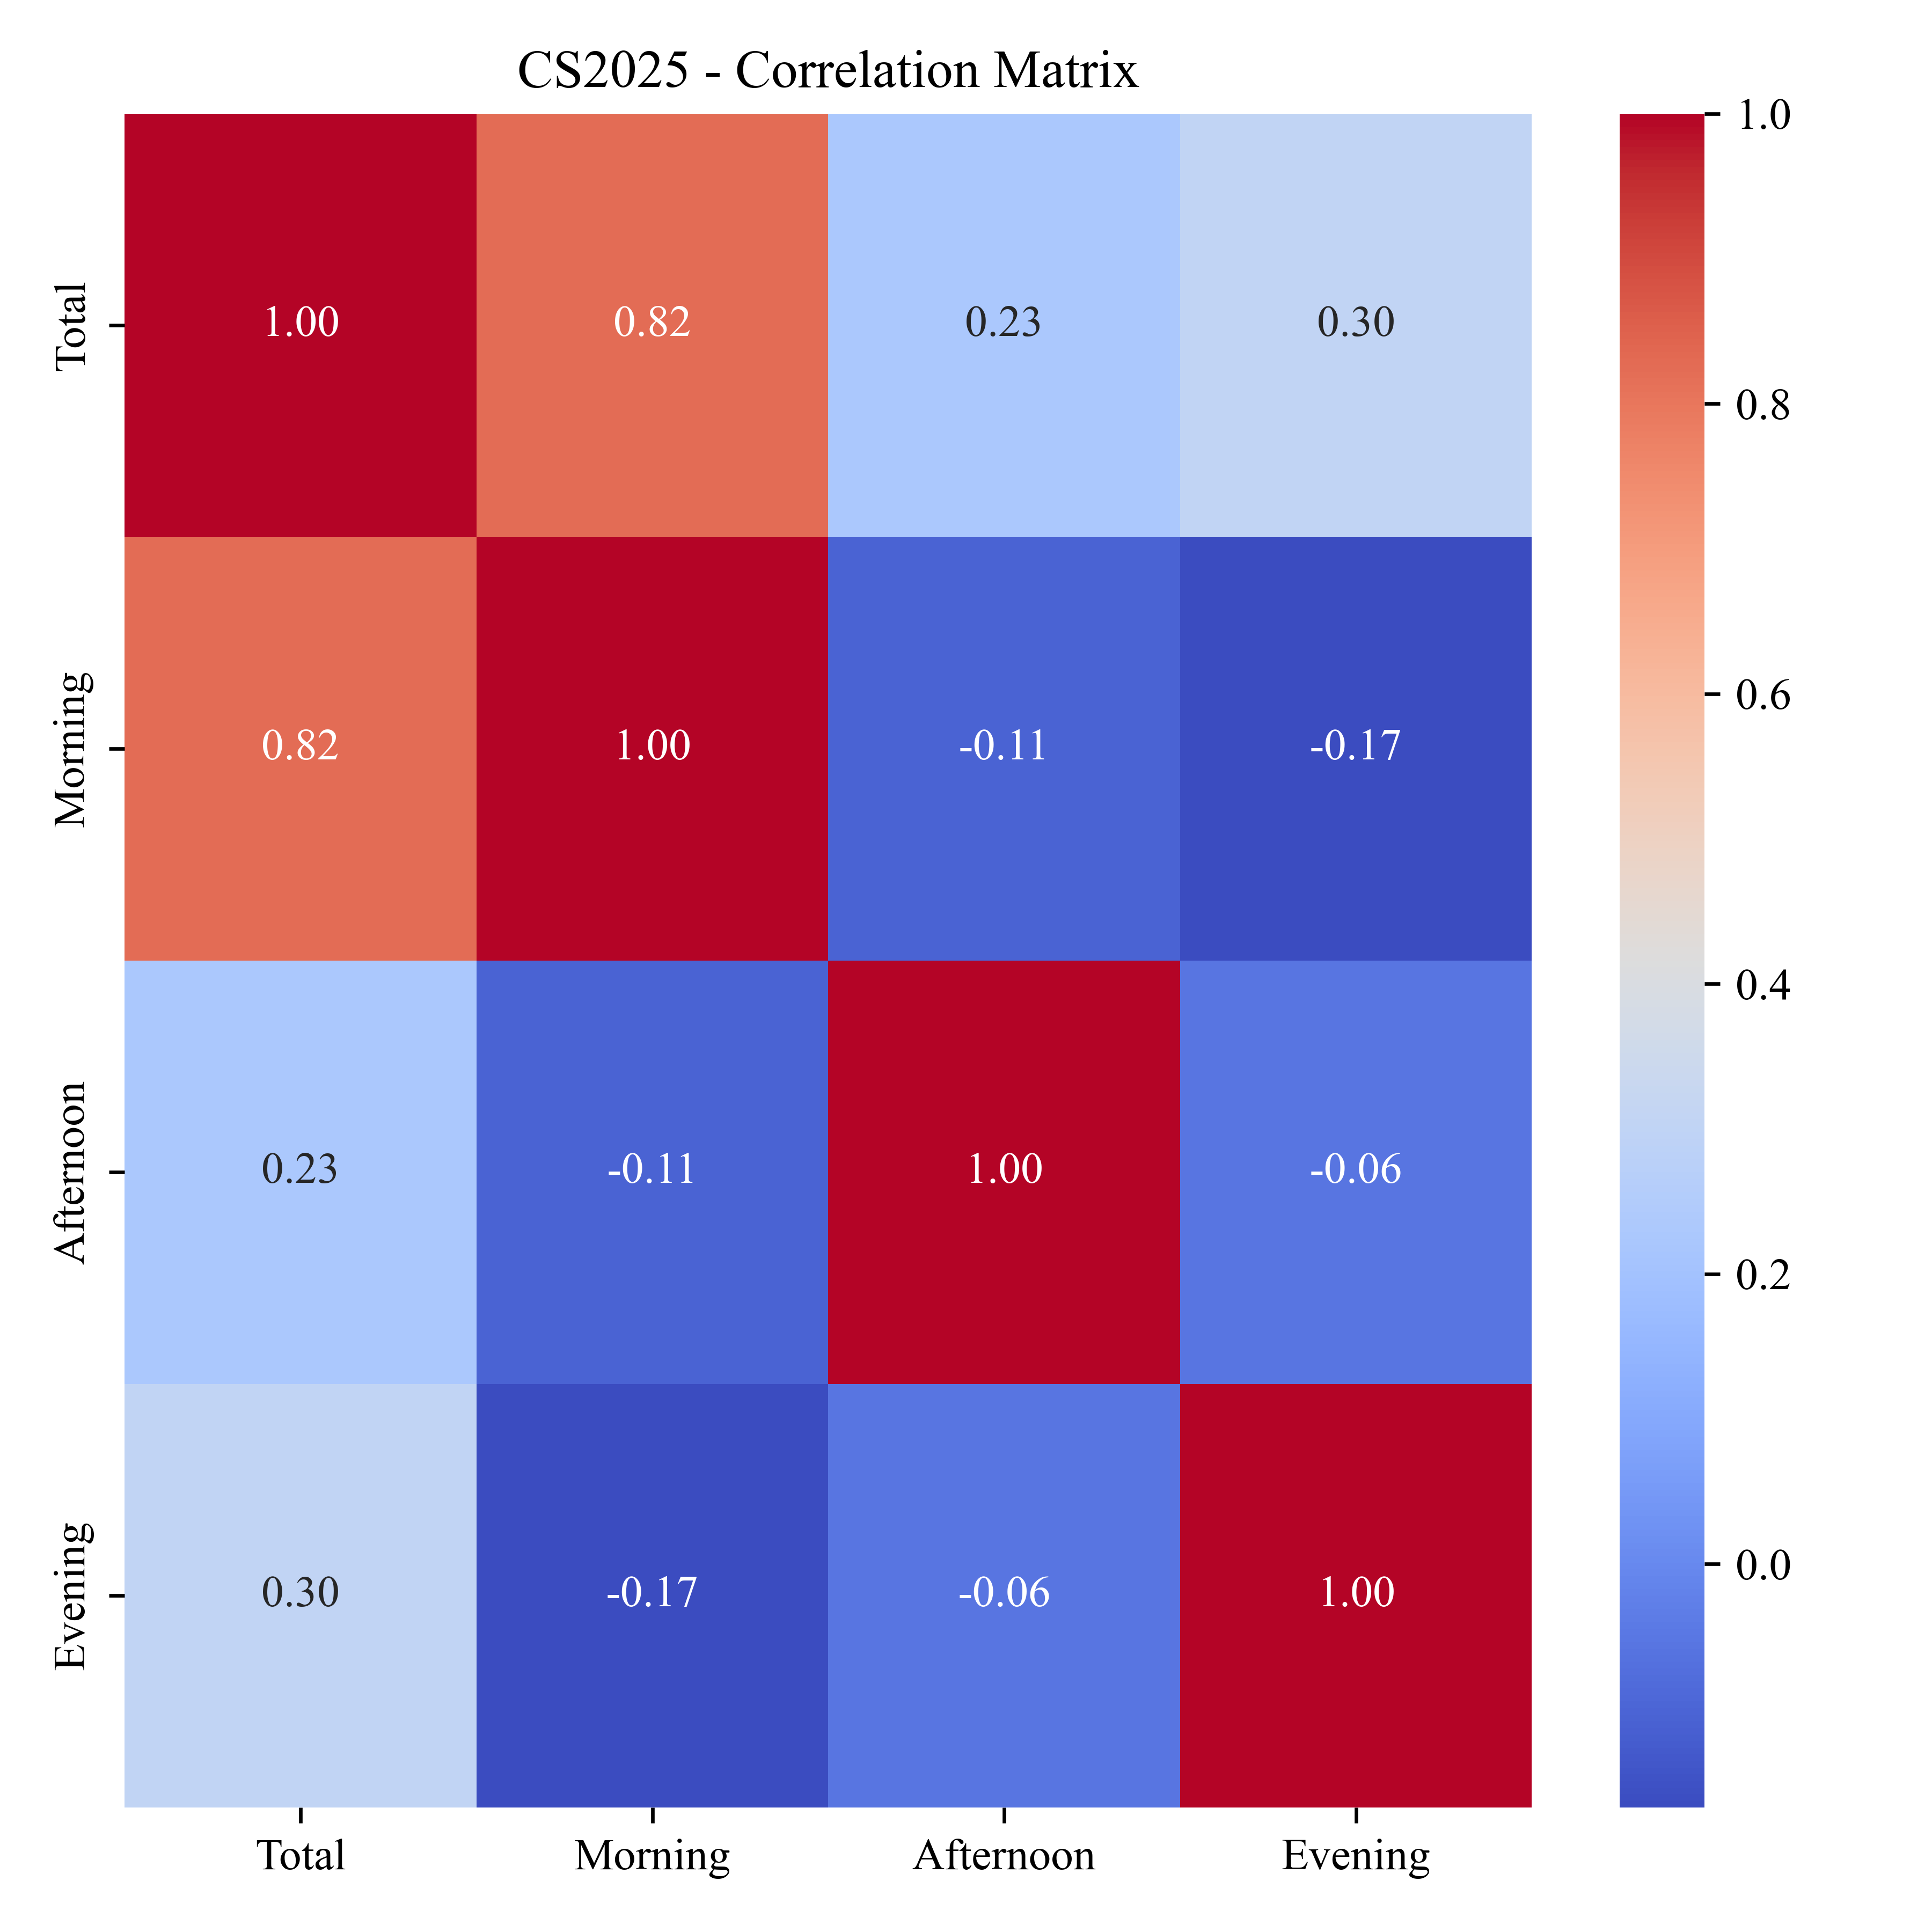 CS2025 - Correlation Matrix
Total 1.00 0.82 0.23 0.30
Morning 0.82 1.00 -0.11 -0.17
Afternoon 0.23 -0.11 1.00 -0.06
Evening 0.30 -0.17 -0.06 1.00
Total Morning Afternoon Evening
1.0
0.8
0.6
0.4
0.2
0.0